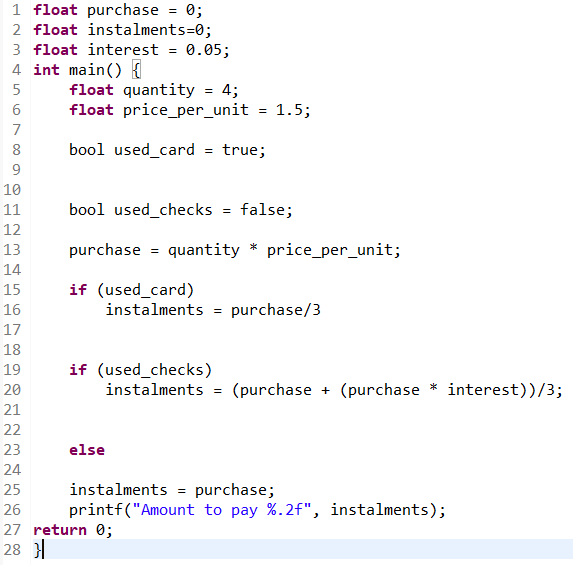 1 float purchase = 0;
2 float instalments=0;
3 float interest = 0.05;
4 int main() {
5     float quantity = 4;
6     float price_per_unit = 1.5;
7
8     bool used_card = true;
9
10
11     bool used_checks = false;
12
13     purchase = quantity * price_per_unit;
14
15     if (used_card)
16         instalments = purchase/3
17
18
19     if (used_checks)
20         instalments = (purchase + (purchase * interest))/3;
21
22
23     else
24
25     instalments = purchase;
26     printf("Amount to pay %.2f", instalments);
27 return 0;
28 }